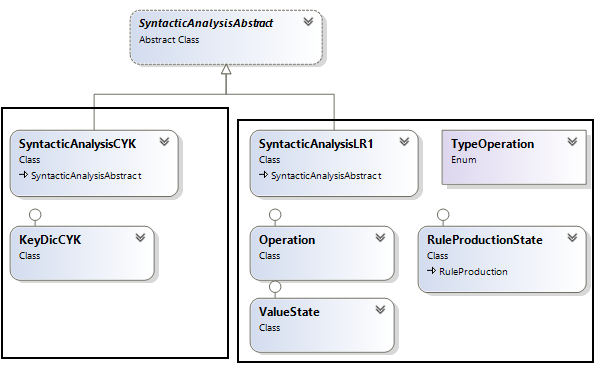 SyntacticAnalysisAbstract
Abstract Class
SyntacticAnalysisCYK
Class
SyntacticAnalysisAbstract
KeyDicCYK
Class
SyntacticAnalysisLR1
Class
SyntacticAnalysisAbstract
TypeOperation
Enum
Operation
Class
RuleProductionState
Class
RuleProduction
ValueState
Class